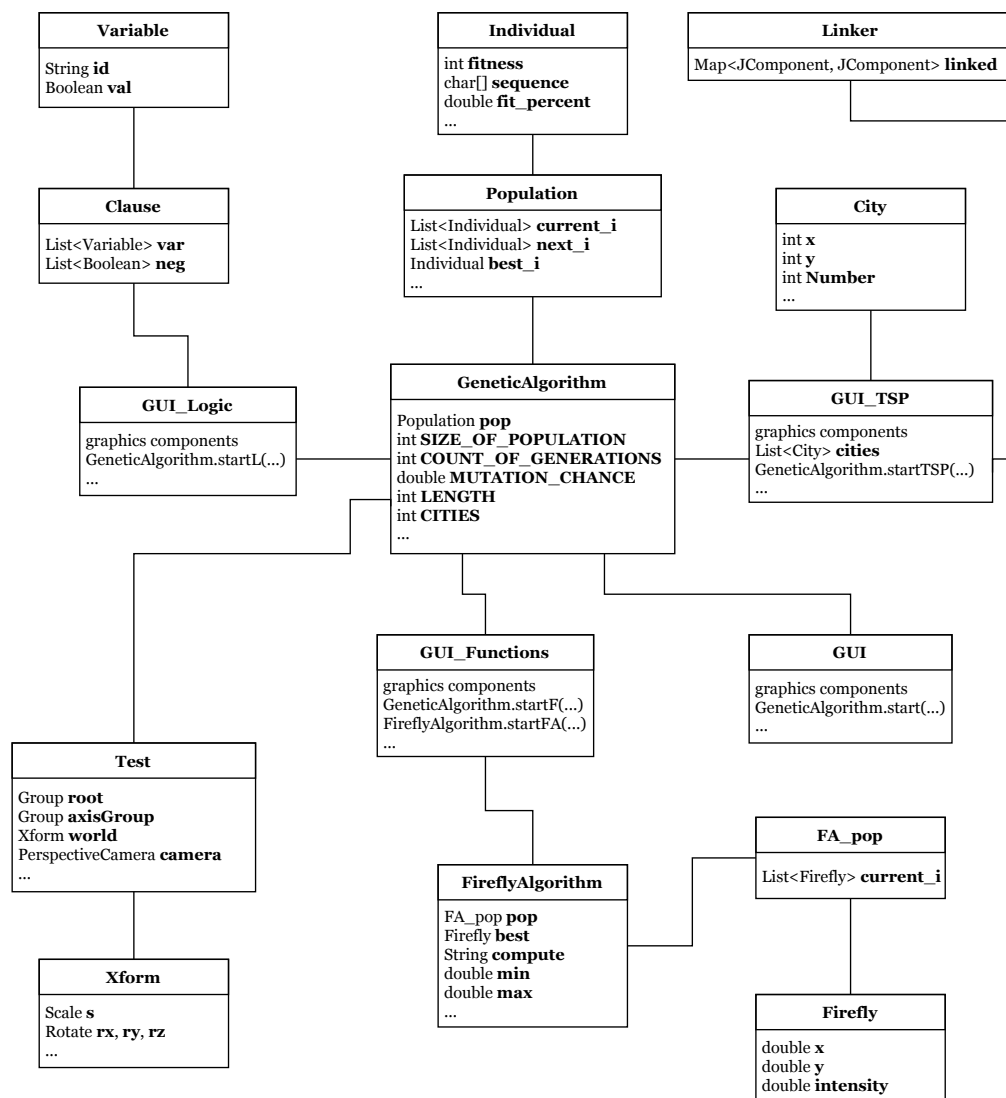 Variable
String id
Boolean val
Individual
int fitness
char[] sequence
double fit_percent
...
Linker
Map<JComponent, JComponent> linked
Clause
List<Variable> var
List<Boolean> neg
Population
List<Individual> current_i
List<Individual> next_i
Individual best_i
...
City
int x
int y
int Number
...
GUI_Logic
graphics components
GeneticAlgorithm.startL(...)
...
GeneticAlgorithm
Population pop
int SIZE_OF_POPULATION
int COUNT_OF_GENERATIONS
double MUTATION_CHANCE
int LENGTH
int CITIES
...
GUI_TSP
graphics components
List<City> cities
GeneticAlgorithm.startTSP(...)
...
GUI_Functions
graphics components
GeneticAlgorithm.startF(...)
FireflyAlgorithm.startFA(...)
...
GUI
graphics components
GeneticAlgorithm.start(...)
...
Test
Group root
Group axisGroup
Xform world
PerspectiveCamera camera
...
FireflyAlgorithm
FA_pop pop
Firefly best
String compute
double min
double max
...
FA_pop
List<Firefly> current_i
Xform
Scale s
Rotate rx, ry, rz
...
Firefly
double x
double y
double intensity